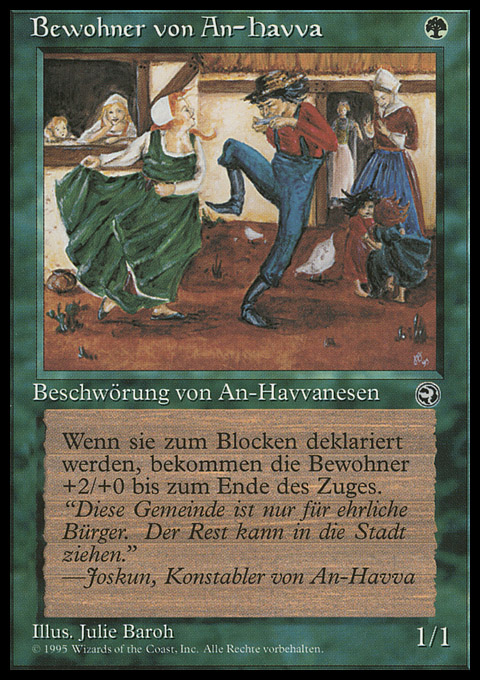 Bewohner von An-Havva
Beschwörung von An-Havvanesen
Wenn sie zum Blocken deklariert
werden, bekommen die Bewohner
+2/+0 bis zum Ende des Zuges.
“Diese Gemeinde ist nur für ehrliche
Bürger. Der Rest kann in die Stadt
ziehen.”
—Joskun, Konstabler von An-Havva
Illus. Julie Baroh
1/1
© 1995 Wizards of the Coast, Inc. Alle Rechte vorbehalten.